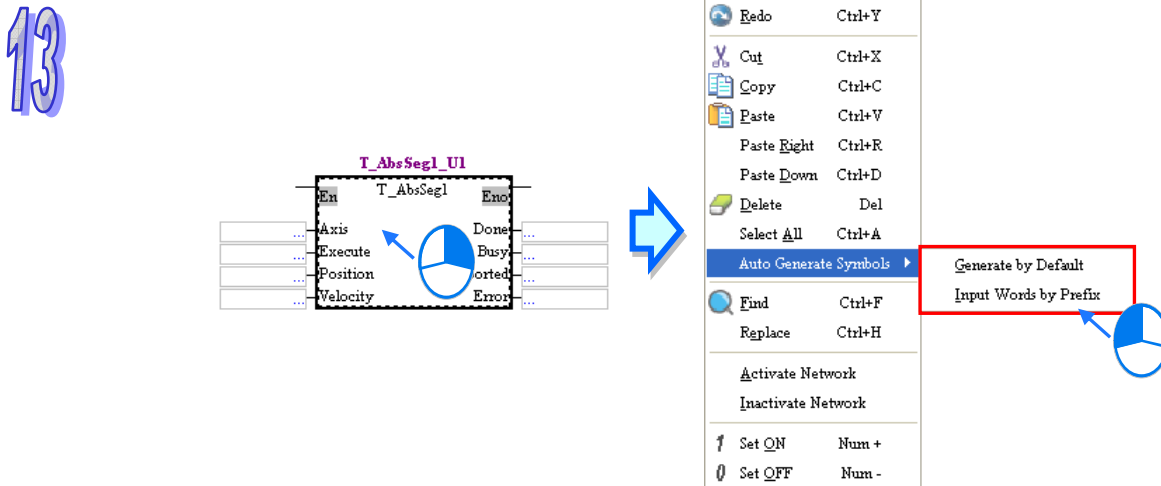 13
T_AbsSeg1_U1
T_AbsSeg1
En
Eno
... Axis
Done ...
... Execute
Busy ...
... Position
orted ...
... Velocity
Error ...
Redo Ctrl+Y
Cut Ctrl+X
Copy Ctrl+C
Paste Ctrl+V
Paste Right Ctrl+R
Paste Down Ctrl+D
Delete Del
Select All Ctrl+A
Auto Generate Symbols
Generate by Default
Input Words by Prefix
Find Ctrl+F
Replace Ctrl+H
Activate Network
Inactivate Network
1 Set ON Num +
0 Set OFF Num -